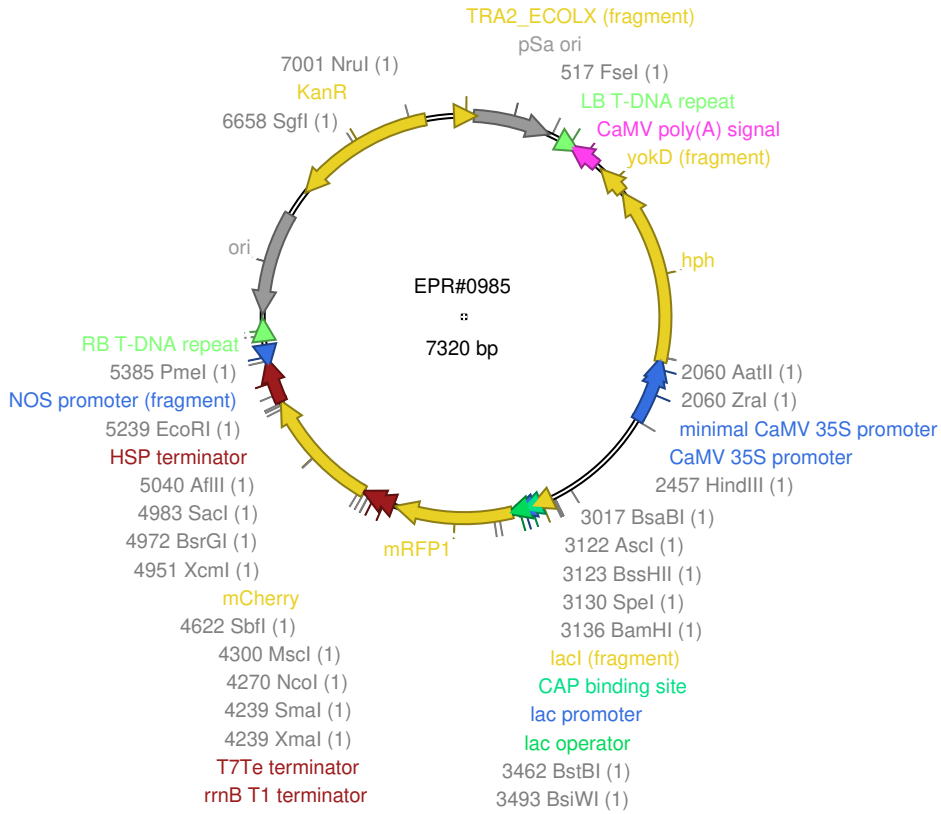 TRA2_ECOLX (fragment)
pSa ori
7001 NruI (1)
517 FseI (1)
KanR
LB T-DNA repeat
6658 SgfI (1)
CaMV poly(A) signal
yokD (fragment)
ori
hph
EPR#0985
7320 bp
RB T-DNA repeat
5385 PmeI (1)
2060 AatII (1)
NOS promoter (fragment)
2060 ZraI (1)
5239 EcoRI (1)
minimal CaMV 35S promoter
HSP terminator
CaMV 35S promoter
5040 AflII (1)
2457 HindIII (1)
4983 SacI (1)
3017 BsaBI (1)
4972 BsrGI (1)
3122 AscI (1)
4951 XcmI (1)
3123 BssHII (1)
mRFP1
mCherry
3130 SpeI (1)
4622 SbfI (1)
3136 BamHI (1)
4300 MscI (1)
lacI (fragment)
4270 NcoI (1)
CAP binding site
4239 SmaI (1)
lac promoter
4239 XmaI (1)
lac operator
T7Te terminator
3462 BstBI (1)
rrnB T1 terminator
3493 BsiWI (1)